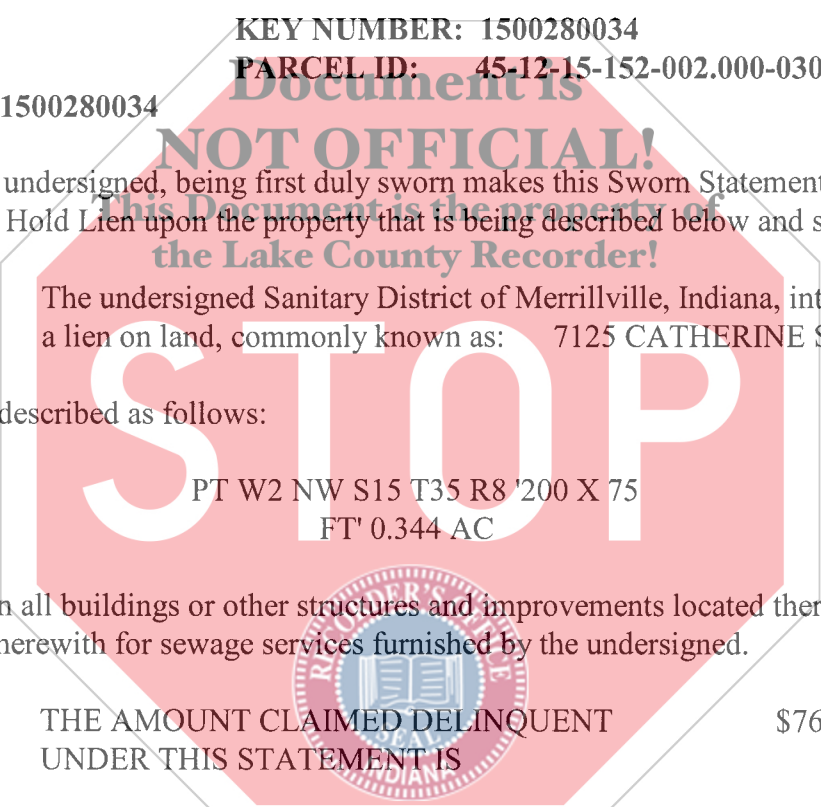 KEY NUMBER: 1500280034
PARCEL ID: 45-12-15-152-002.000-030
Document is
1500280034
NOT OFFICIAL!
undersigned, being first duly sworn makes this Sworn Statement
This Document is the property of
Hold Lien upon the property that is being described below and s
the Lake County Recorder!
The undersigned Sanitary District of Merrillville, Indiana, int
a lien on land, commonly known as: 7125 CATHERINE S
STOP
described as follows:
PT W2 NW S15 T35 R8 '200 X 75
FT' 0.344 AC
n all buildings or other structures and improvements located ther
herewith for sewage services furnished by the undersigned.
RECORDER'S OFFICE
SEAL
INDIANA
THE AMOUNT CLAIMED DELINQUENT $76
UNDER THIS STATEMENT IS